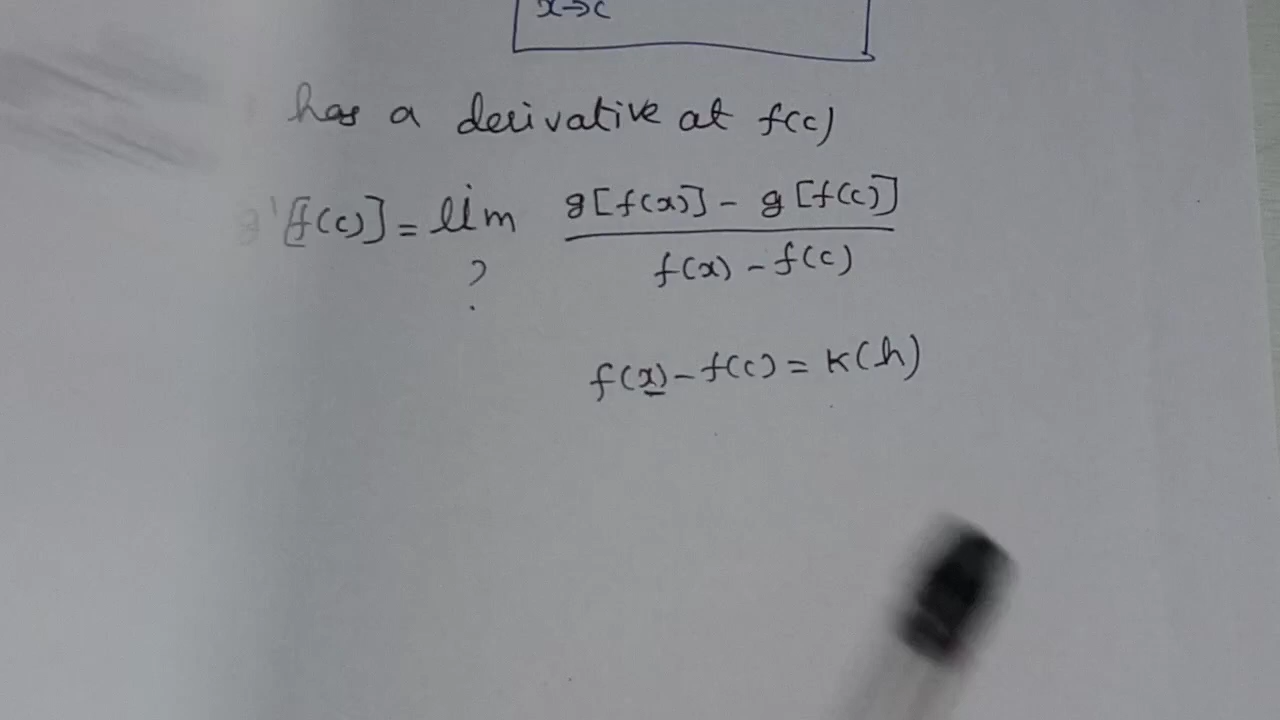 x→c
has a derivative at f(c)
g'[f(c)] = lim g[f(x)] - g[f(c)]
? f(x) - f(c)
f(x) - f(c) = K(h)